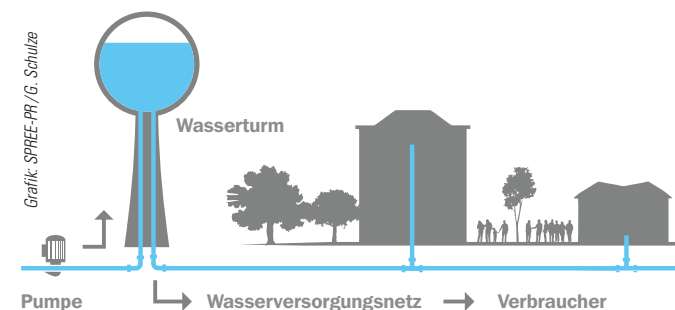 Grafik: SPREE-PR/G. Schulze
Wasserturm
Pumpe
Wasserversorgungsnetz
Verbraucher